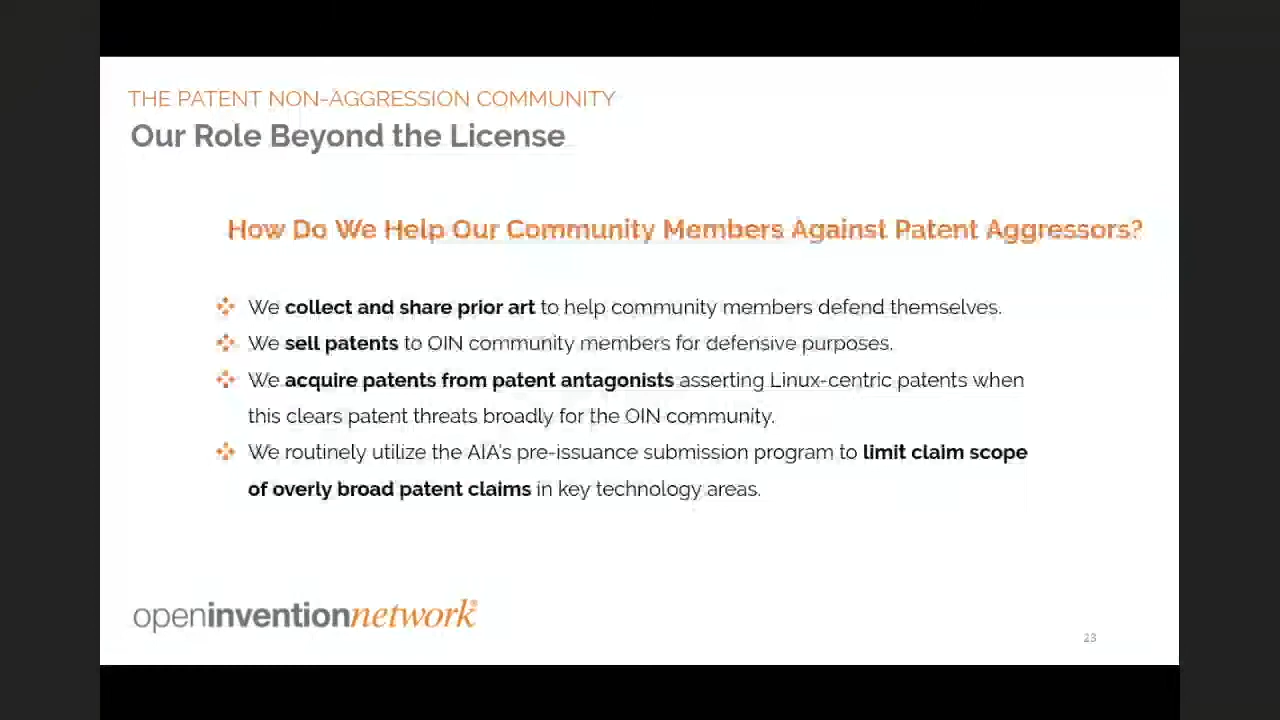 THE PATENT NON-AGGRESSION COMMUNITY
Our Role Beyond the License
How Do We Help Our Community Members Against Patent Aggressors?
We collect and share prior art to help community members defend themselves.
We sell patents to OIN community members for defensive purposes.
We acquire patents from patent antagonists asserting Linux-centric patents when
this clears patent threats broadly for the OIN community.
We routinely utilize the AIA's pre-issuance submission program to limit claim scope
of overly broad patent claims in key technology areas.
openinventionnetwork®
23